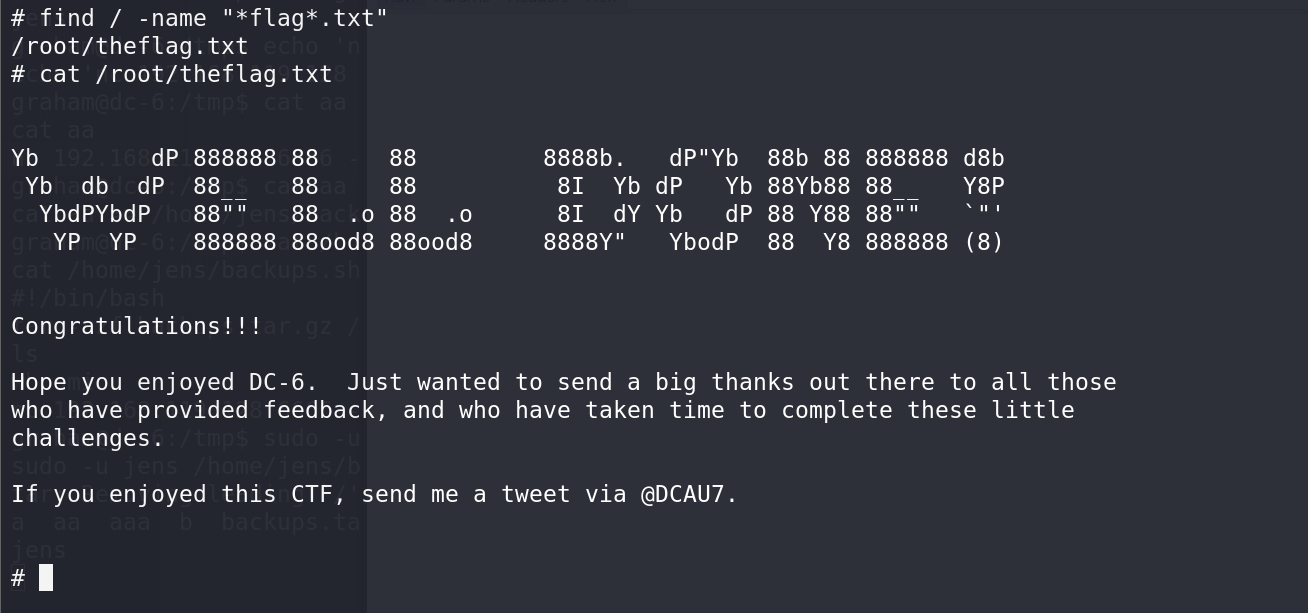 # find / -name "*flag*.txt"
/root/theflag.txt
# cat /root/theflag.txt
Yb        dP 888888 88     88         8888b.   dP"Yb  88b 88 888888 d8b
 Yb  db  dP  88__   88     88          8I  Yb dP   Yb 88Yb88 88__   Y8P
  YbdPYbdP   88""   88  .o 88  .o      8I  dY Yb   dP 88 Y88 88""   `"'
   YP  YP    888888 88ood8 88ood8     8888Y"   YbodP  88  Y8 888888 (8)
Congratulations!!!
Hope you enjoyed DC-6.  Just wanted to send a big thanks out there to all those
who have provided feedback, and who have taken time to complete these little
challenges.
If you enjoyed this CTF, send me a tweet via @DCAU7.
#